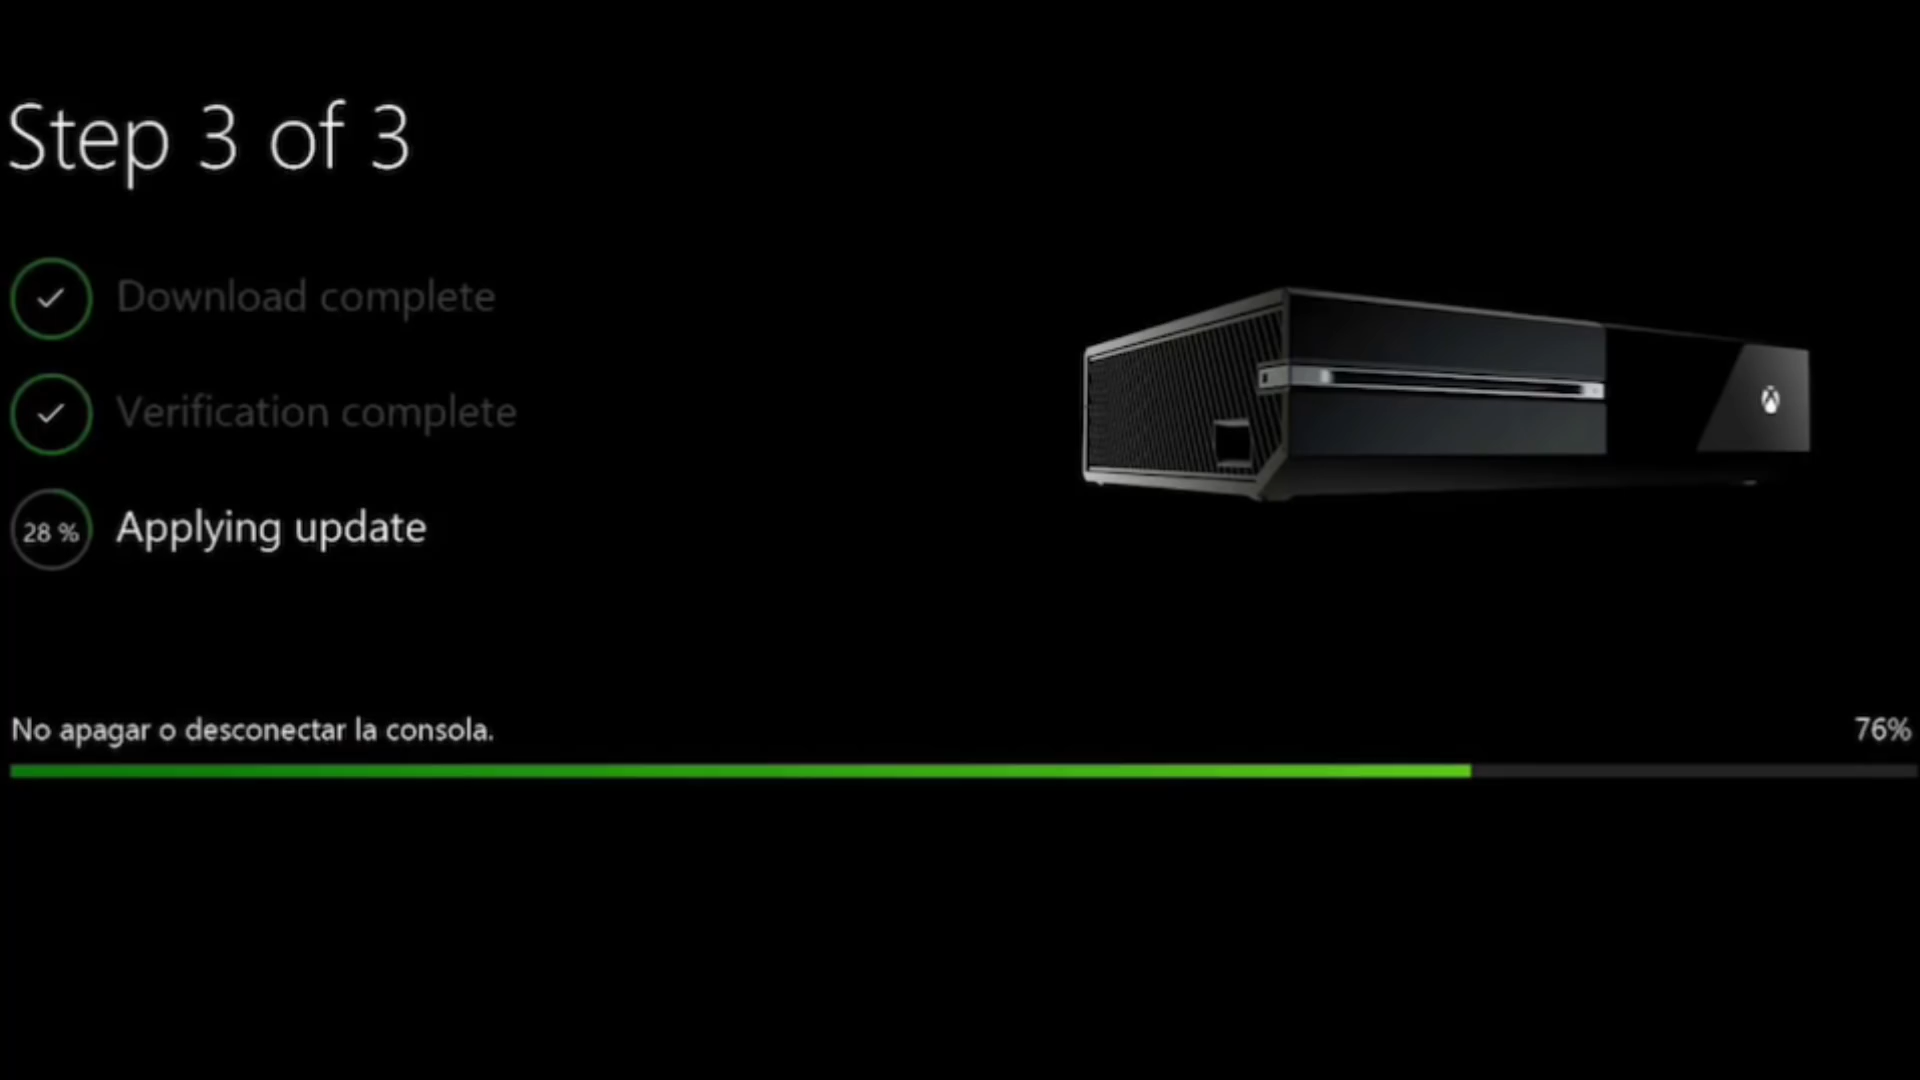 Step 3 of 3
Download complete
Verification complete
28 % Applying update
No apagar o desconectar la consola.
76%